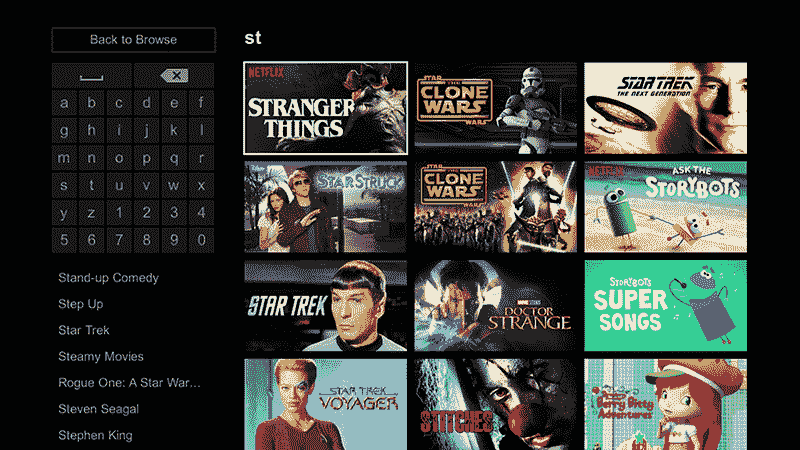 Back to Browse
a b c d e f
g h i j k l
m n o p q r
s t u v w x
y z 1 2 3 4
5 6 7 8 9 0
Stand-up Comedy
Step Up
Star Trek
Steamy Movies
Rogue One: A Star War...
Steven Seagal
Stephen King
st
NETFLIX
STRANGER
THINGS
STAR
THE
CLONE
WARS
WARS
STAR TREK
THE NEXT GENERATION
STARSTRUCK
STAR
THE
CLONE
WARS
WARS
NETFLIX
ASK THE
STORYBOTS
STAR TREK
MARVEL STUDIOS
DOCTOR
STRANGE
STORYBOTS
SUPER
SONGS
STAR TREK
VOYAGER
STITCHES
Berry Bitty
Adventures